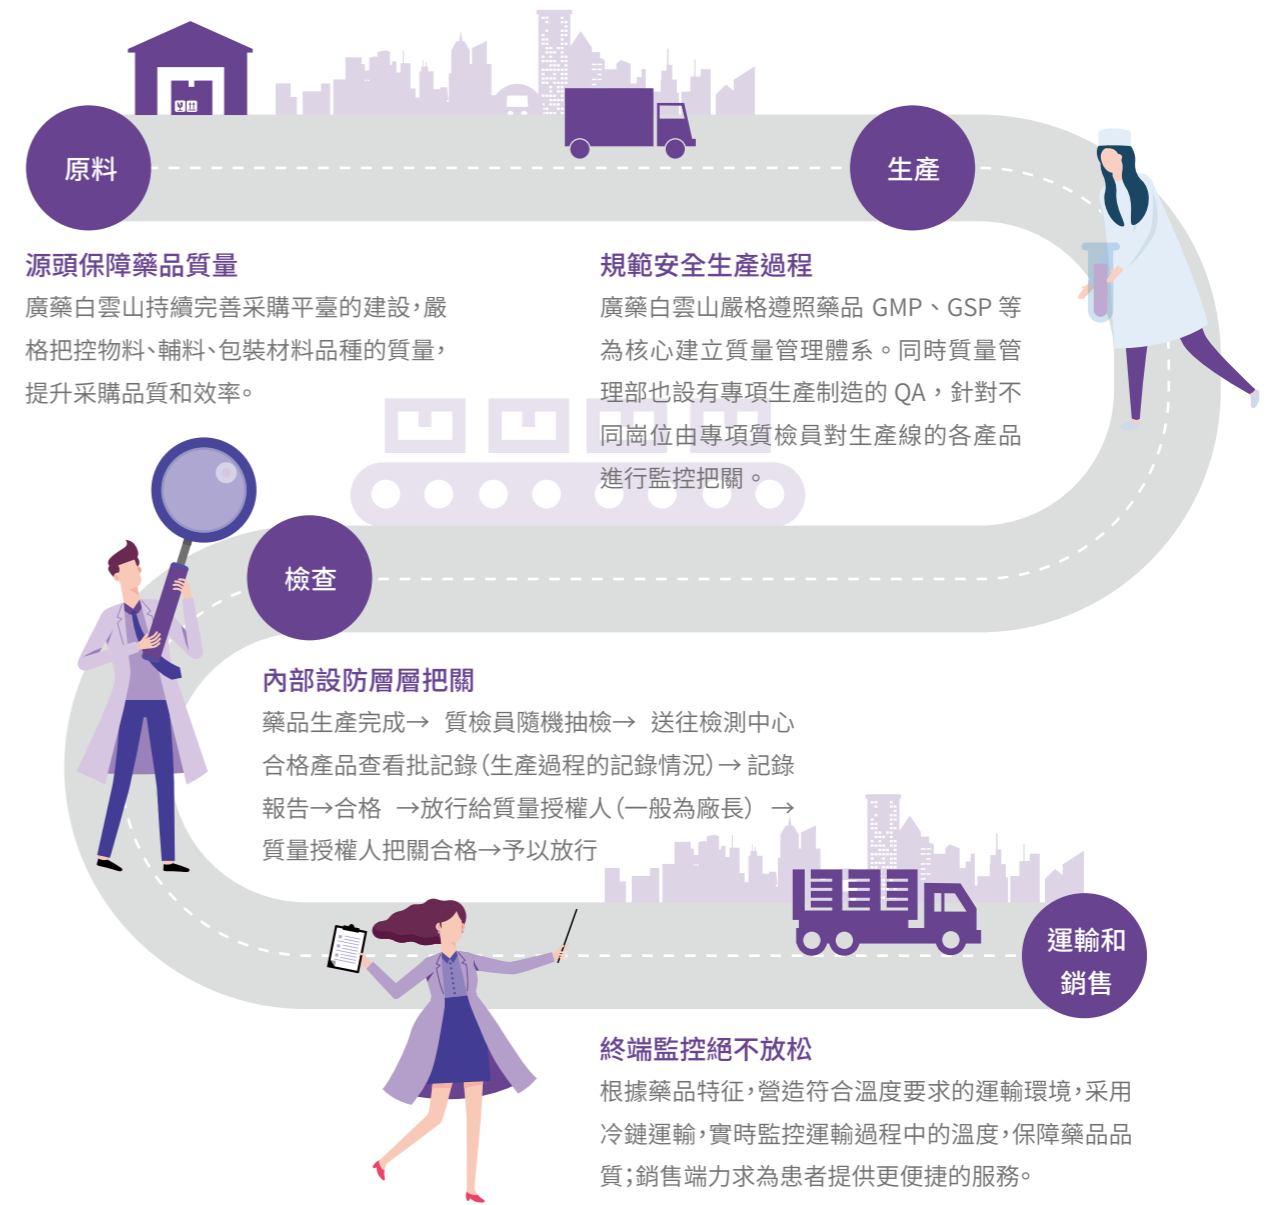 原料
生產
源頭保障藥品質量
廣藥白雲山持續完善采購平臺的建設，嚴
格把控物料、輔料、包裝材料品種的質量，
提升采購品質和效率。
規範安全生產過程
廣藥白雲山嚴格遵照藥品 GMP、GSP 等
為核心建立質量管理體系。同時質量管
理部也設有專項生產制造的 QA，針對不
同崗位由專項質檢員對生產線的各產品
進行監控把關。
檢查
內部設防層層把關
藥品生產完成→ 質檢員隨機抽檢→ 送往檢測中心
合格產品查看批記錄（生產過程的記錄情況）→ 記錄
報告→合格 →放行給質量授權人（一般為廠長） →
質量授權人把關合格→予以放行
運輸和
銷售
終端監控絕不放松
根據藥品特征，營造符合溫度要求的運輸環境，采用
冷鏈運輸，實時監控運輸過程中的溫度，保障藥品品
質；銷售端力求為患者提供更便捷的服務。